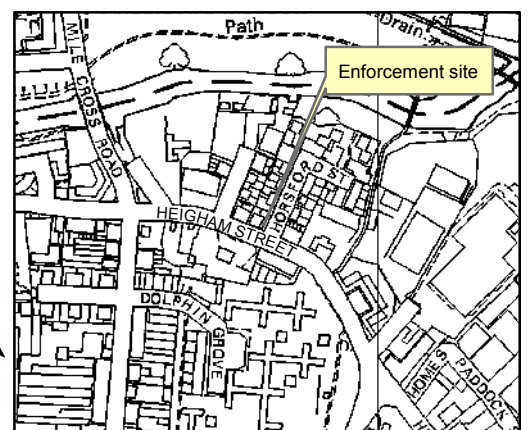 Path
Drain
Enforcement site
MILE CROSS ROAD
HORSFORD ST
HEIGHAM STREET
DOLPHIN GROVE
HOMES
PADDOCK